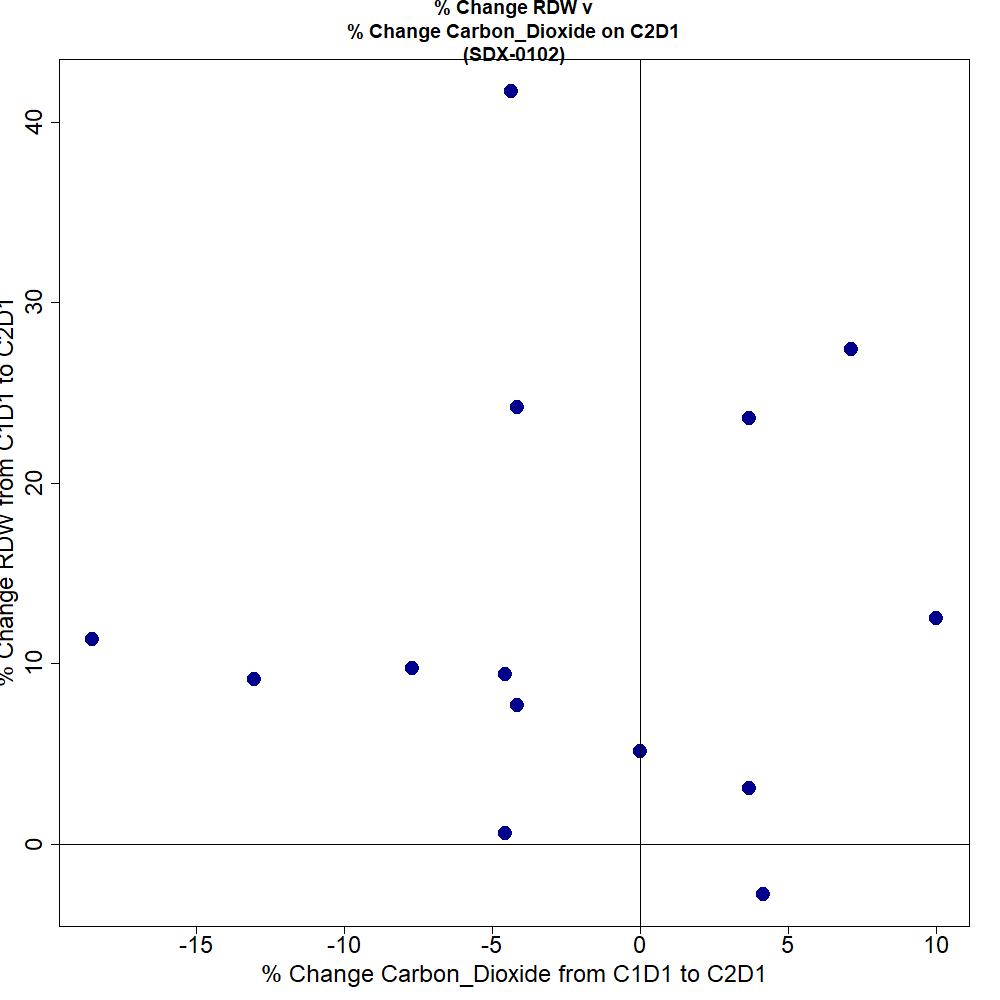 % Change RDW v
% Change Carbon_Dioxide on C2D1
(SDX-0102)
% Change RDW from C1D1 to C2D1
40
30
20
10
0
-15
-10
-5
0
5
10
% Change Carbon_Dioxide from C1D1 to C2D1